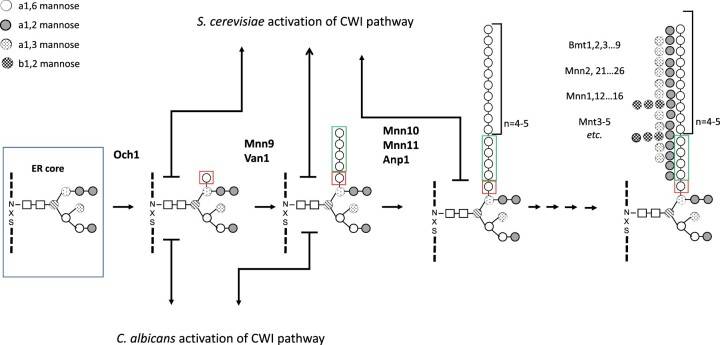 a1,6 mannose
a1,2 mannose
a1,3 mannose
b1,2 mannose
S. cerevisiae activation of CWI pathway
Bmt1,2,3...9
Mnn2, 21...26
Mnn1,12...16
Mnt3-5
etc.
n=4-5
n=4-5
Och1
Mnn9
Van1
Mnn10
Mnn11
Anp1
ER core
N
X
S
N
X
S
N
X
S
N
X
S
N
X
S
C. albicans activation of CWI pathway